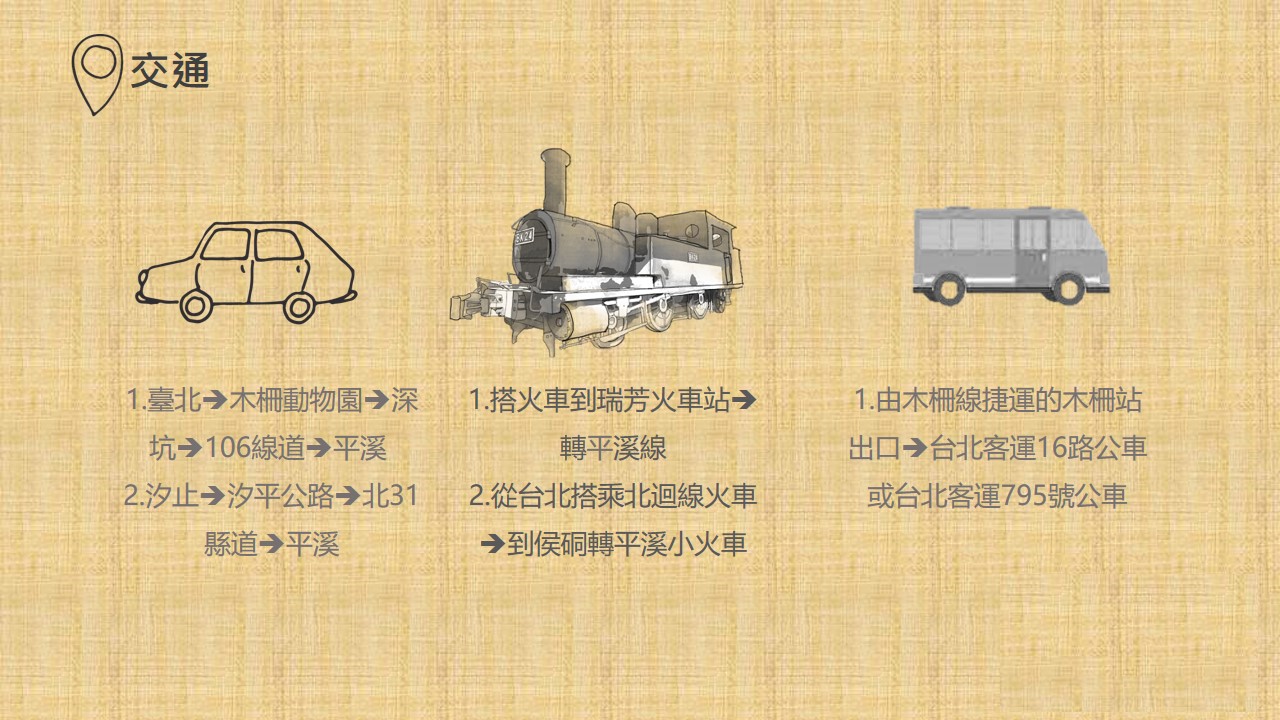 交通
1.臺北➔木柵動物園➔深
坑➔106線道➔平溪
2.汐止➔汐平公路➔北31
縣道➔平溪
1.搭火車到瑞芳火車站➔
轉平溪線
2.從台北搭乘北迴線火車
➔到侯硐轉平溪小火車
1.由木柵線捷運的木柵站
出口➔台北客運16路公車
或台北客運795號公車